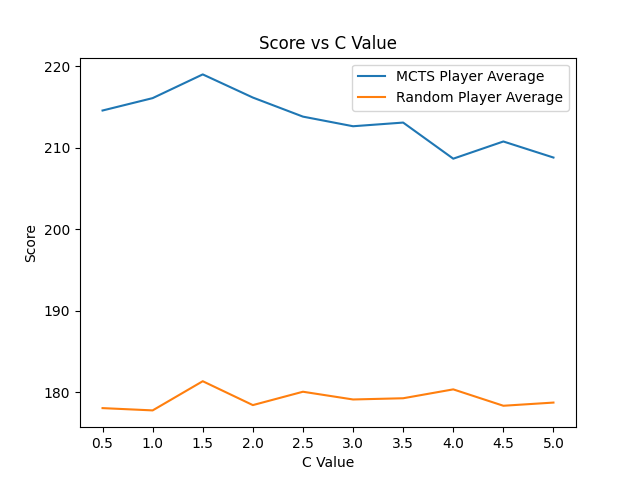 Score vs C Value
MCTS Player Average
Random Player Average
220
210
200
190
180
Score
0.5 1.0 1.5 2.0 2.5 3.0 3.5 4.0 4.5 5.0
C Value